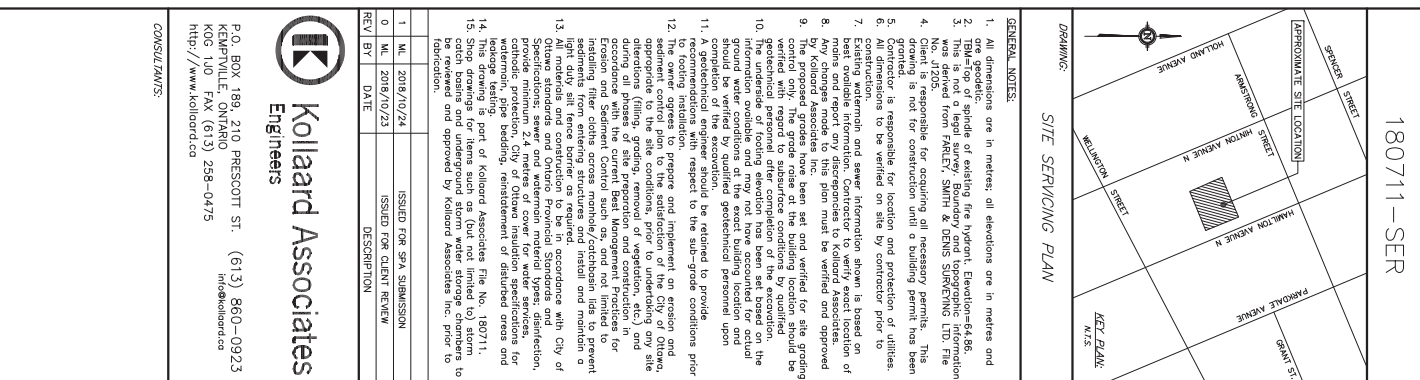 180711-SER
SPENCER STREET
APPROXIMATE SITE LOCATION
HOLLAND AVENUE
ARMSTRONG STREET
HINTON AVENUE N
HAMILTON AVENUE N
WELLINGTON STREET
PARKDALE AVENUE
GRANT ST.
KEY PLAN:
N.T.S.
DRAWING:
SITE SERVICING PLAN
GENERAL NOTES:
1. All dimensions are in metres; all elevations are in metres and
are geodetic.
2. TBM=Top of spindle of existing fire hydrant. Elevation=64.86.
3. This is not a legal survey. Boundary and topographic information
was derived from FARLEY, SMITH & DENIS SURVEYING LTD. File
No. J1205.
4. Client is responsible for acquiring all necessary permits. This
drawing is not for construction until a building permit has been
granted.
5. Contractor is responsible for location and protection of utilities.
6. All dimensions to be verified on site by contractor prior to
construction.
7. Existing watermain and sewer information shown is based on
best available information. Contractor to verify exact location of
mains and report any discrepancies to Kollaard Associates.
8. Any changes made to this plan must be verified and approved
by Kollaard Associates Inc.
9. The proposed grades have been set and verified for site grading
control only. The grade raise at the building location should be
verified with regard to subsurface conditions by qualified
geotechnical personnel after completion of the excavation.
10. The underside of footing elevation has been set based on the
information available and may not have accounted for actual
ground water conditions at the exact building location and
should be verified by qualified geotechnical personnel upon
completion of the excavation.
11. A geotechnical engineer should be retained to provide
recommendations with respect to the sub-grade conditions prior
to footing installation.
12. The owner agrees to prepare and implement an erosion and
sediment control plan to the satisfaction of the City of Ottawa,
appropriate to the site conditions, prior to undertaking any site
alterations (filling, grading, removal of vegetation, etc.) and
during all phases of site preparation and construction in
accordance with the current Best Management Practices for
Erosion and Sediment Control such as, and not limited to
installing filter cloths across manhole/catchbasin lids to prevent
sediments from entering structures and install and maintain a
light duty silt fence barrier as required.
13. All materials and construction to be in accordance with City of
Ottawa standards and Ontario Provincial Standards and
Specifications; sewer and watermain material types; disinfection,
provide minimum 2.4 metres of cover for water services,
cathodic protection, City of Ottawa insulation specifications for
watermain, pipe bedding, reinstatement of disturbed areas and
leakage testing.
14. This drawing is part of Kollaard Associates File No. 180711.
15. Shop drawings for items such as (but not limited to) storm
catch basins and underground storm water storage chambers to
be reviewed and approved by Kollaard Associates Inc. prior to
fabrication.
1 ML 2018/10/24 ISSUED FOR SPA SUBMISSION
0 ML 2018/10/23 ISSUED FOR CLIENT REVIEW
REV BY DATE DESCRIPTION
K Kollaard Associates
Engineers
P.O. BOX 189, 210 PRESCOTT ST. (613) 860-0923
KEMPTVILLE, ONTARIO info@kollaard.ca
K0G 1J0 FAX (613) 258-0475
http://www.kollaard.ca
CONSULTANTS: